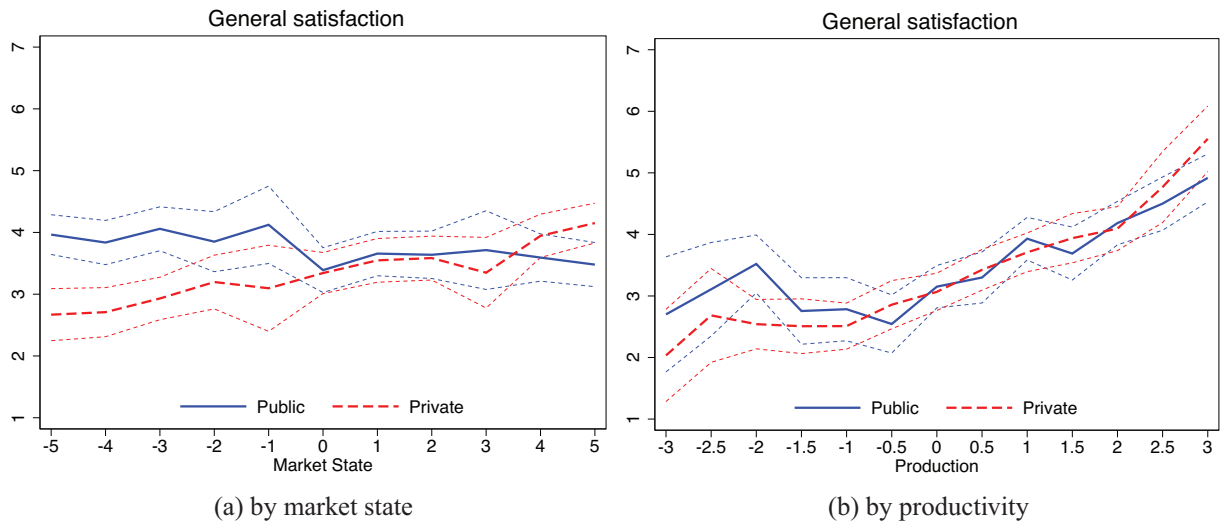 General satisfaction
7
6
5
4
3
2
1
Public
Private
-5 -4 -3 -2 -1 0 1 2 3 4 5
Market State
(a) by market state
General satisfaction
7
6
5
4
3
2
1
Public
Private
-3 -2.5 -2 -1.5 -1 -0.5 0 0.5 1 1.5 2 2.5 3
Production
(b) by productivity